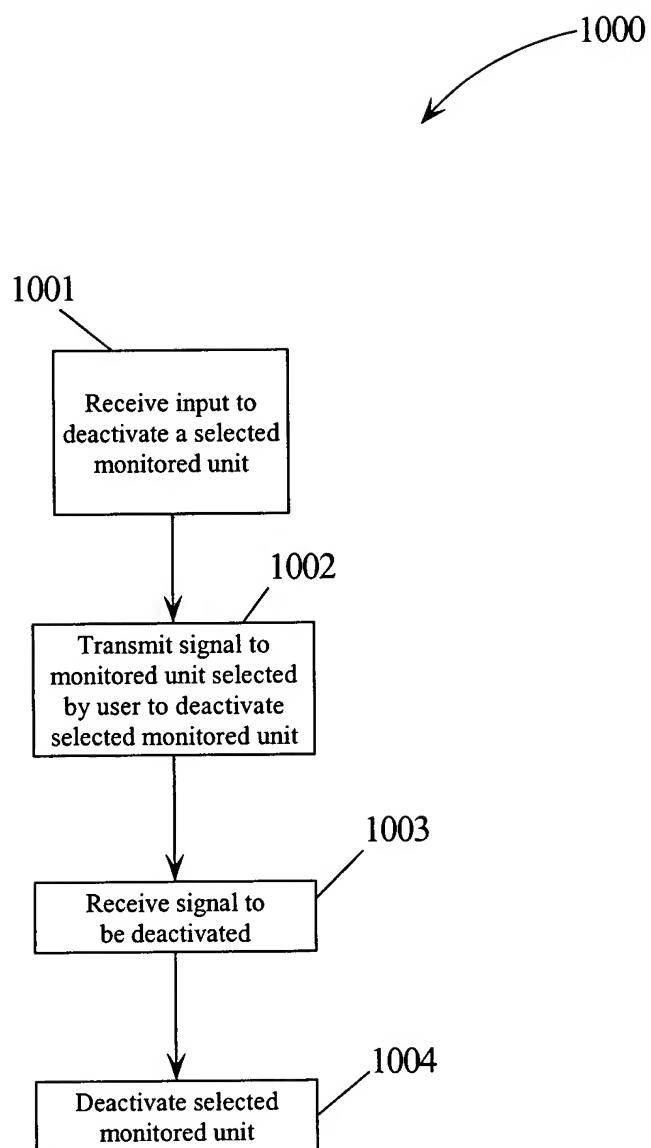 1000
1001
Receive input to
deactivate a selected
monitored unit
1002
Transmit signal to
monitored unit selected
by user to deactivate
selected monitored unit
1003
Receive signal to
be deactivated
1004
Deactivate selected
monitored unit